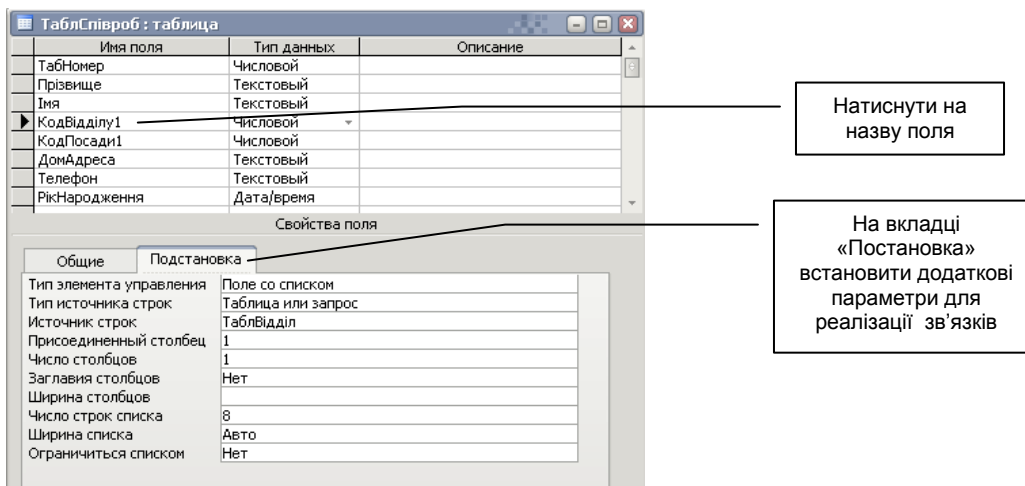 ТаблСпівроб : таблица
Имя поля Тип данных Описание
ТабНомер Числовой
Прізвище Текстовый
Імя Текстовый
КодВідділу1 Числовой
КодПосади1 Числовой
ДомАдреса Текстовый
Телефон Текстовый
РікНародження Дата/время
Свойства поля
Общие Подстановка
Тип элемента управления Поле со списком
Тип источника строк Таблица или запрос
Источник строк ТаблВідділ
Присоединенный столбец 1
Число столбцов 1
Заглавия столбцов Нет
Ширина столбцов
Число строк списка 8
Ширина списка Авто
Ограничиться списком Нет
Натиснути на
назву поля
На вкладці
«Постановка»
встановити додаткові
параметри для
реалізації зв’язків